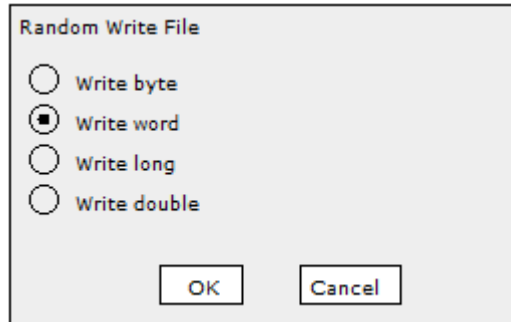 Random Write File
Write byte
Write word
Write long
Write double
OK Cancel